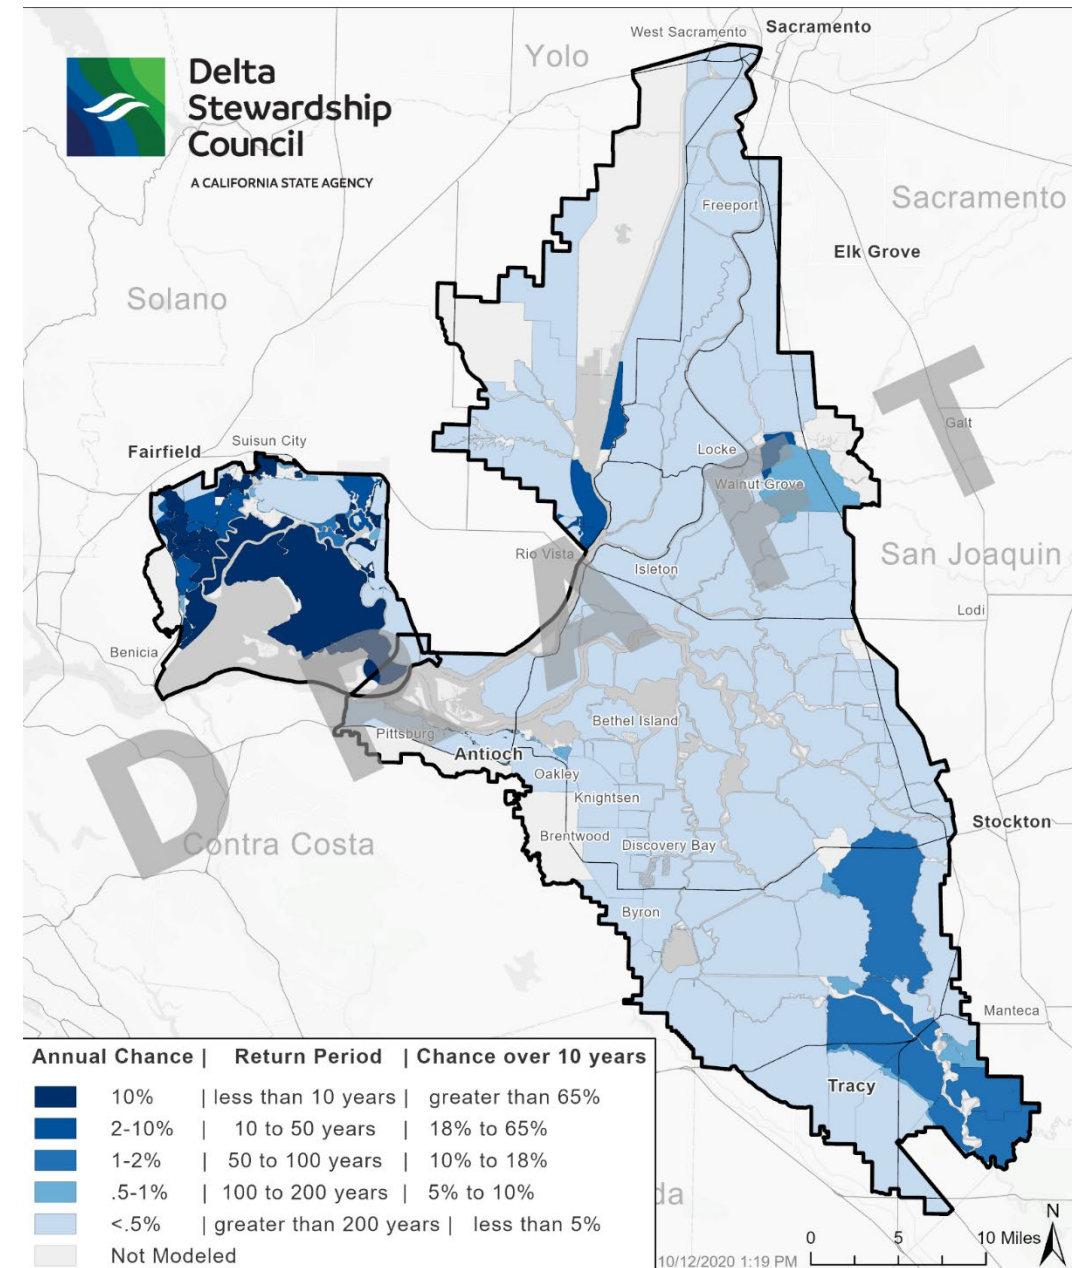 West Sacramento
Sacramento
Yolo
Delta
Stewardship
Council
A CALIFORNIA STATE AGENCY
Freeport
Sacramento
Elk Grove
Solano
Galt
Fairfield
Suisun City
Locke
Walnut Grove
Rio Vista
Isleton
San Joaquin
Lodi
Benicia
DRAFT
Bethel Island
Pittsburg
Antioch
Oakley
Knightsen
Stockton
Brentwood
Discovery Bay
Contra Costa
Byron
Manteca
Tracy
da
Annual Chance | Return Period | Chance over 10 years
10% | less than 10 years | greater than 65%
2-10% | 10 to 50 years | 18% to 65%
1-2% | 50 to 100 years | 10% to 18%
.5-1% | 100 to 200 years | 5% to 10%
<.5% | greater than 200 years | less than 5%
Not Modeled
N
0 5 10 Miles
10/12/2020 1:19 PM